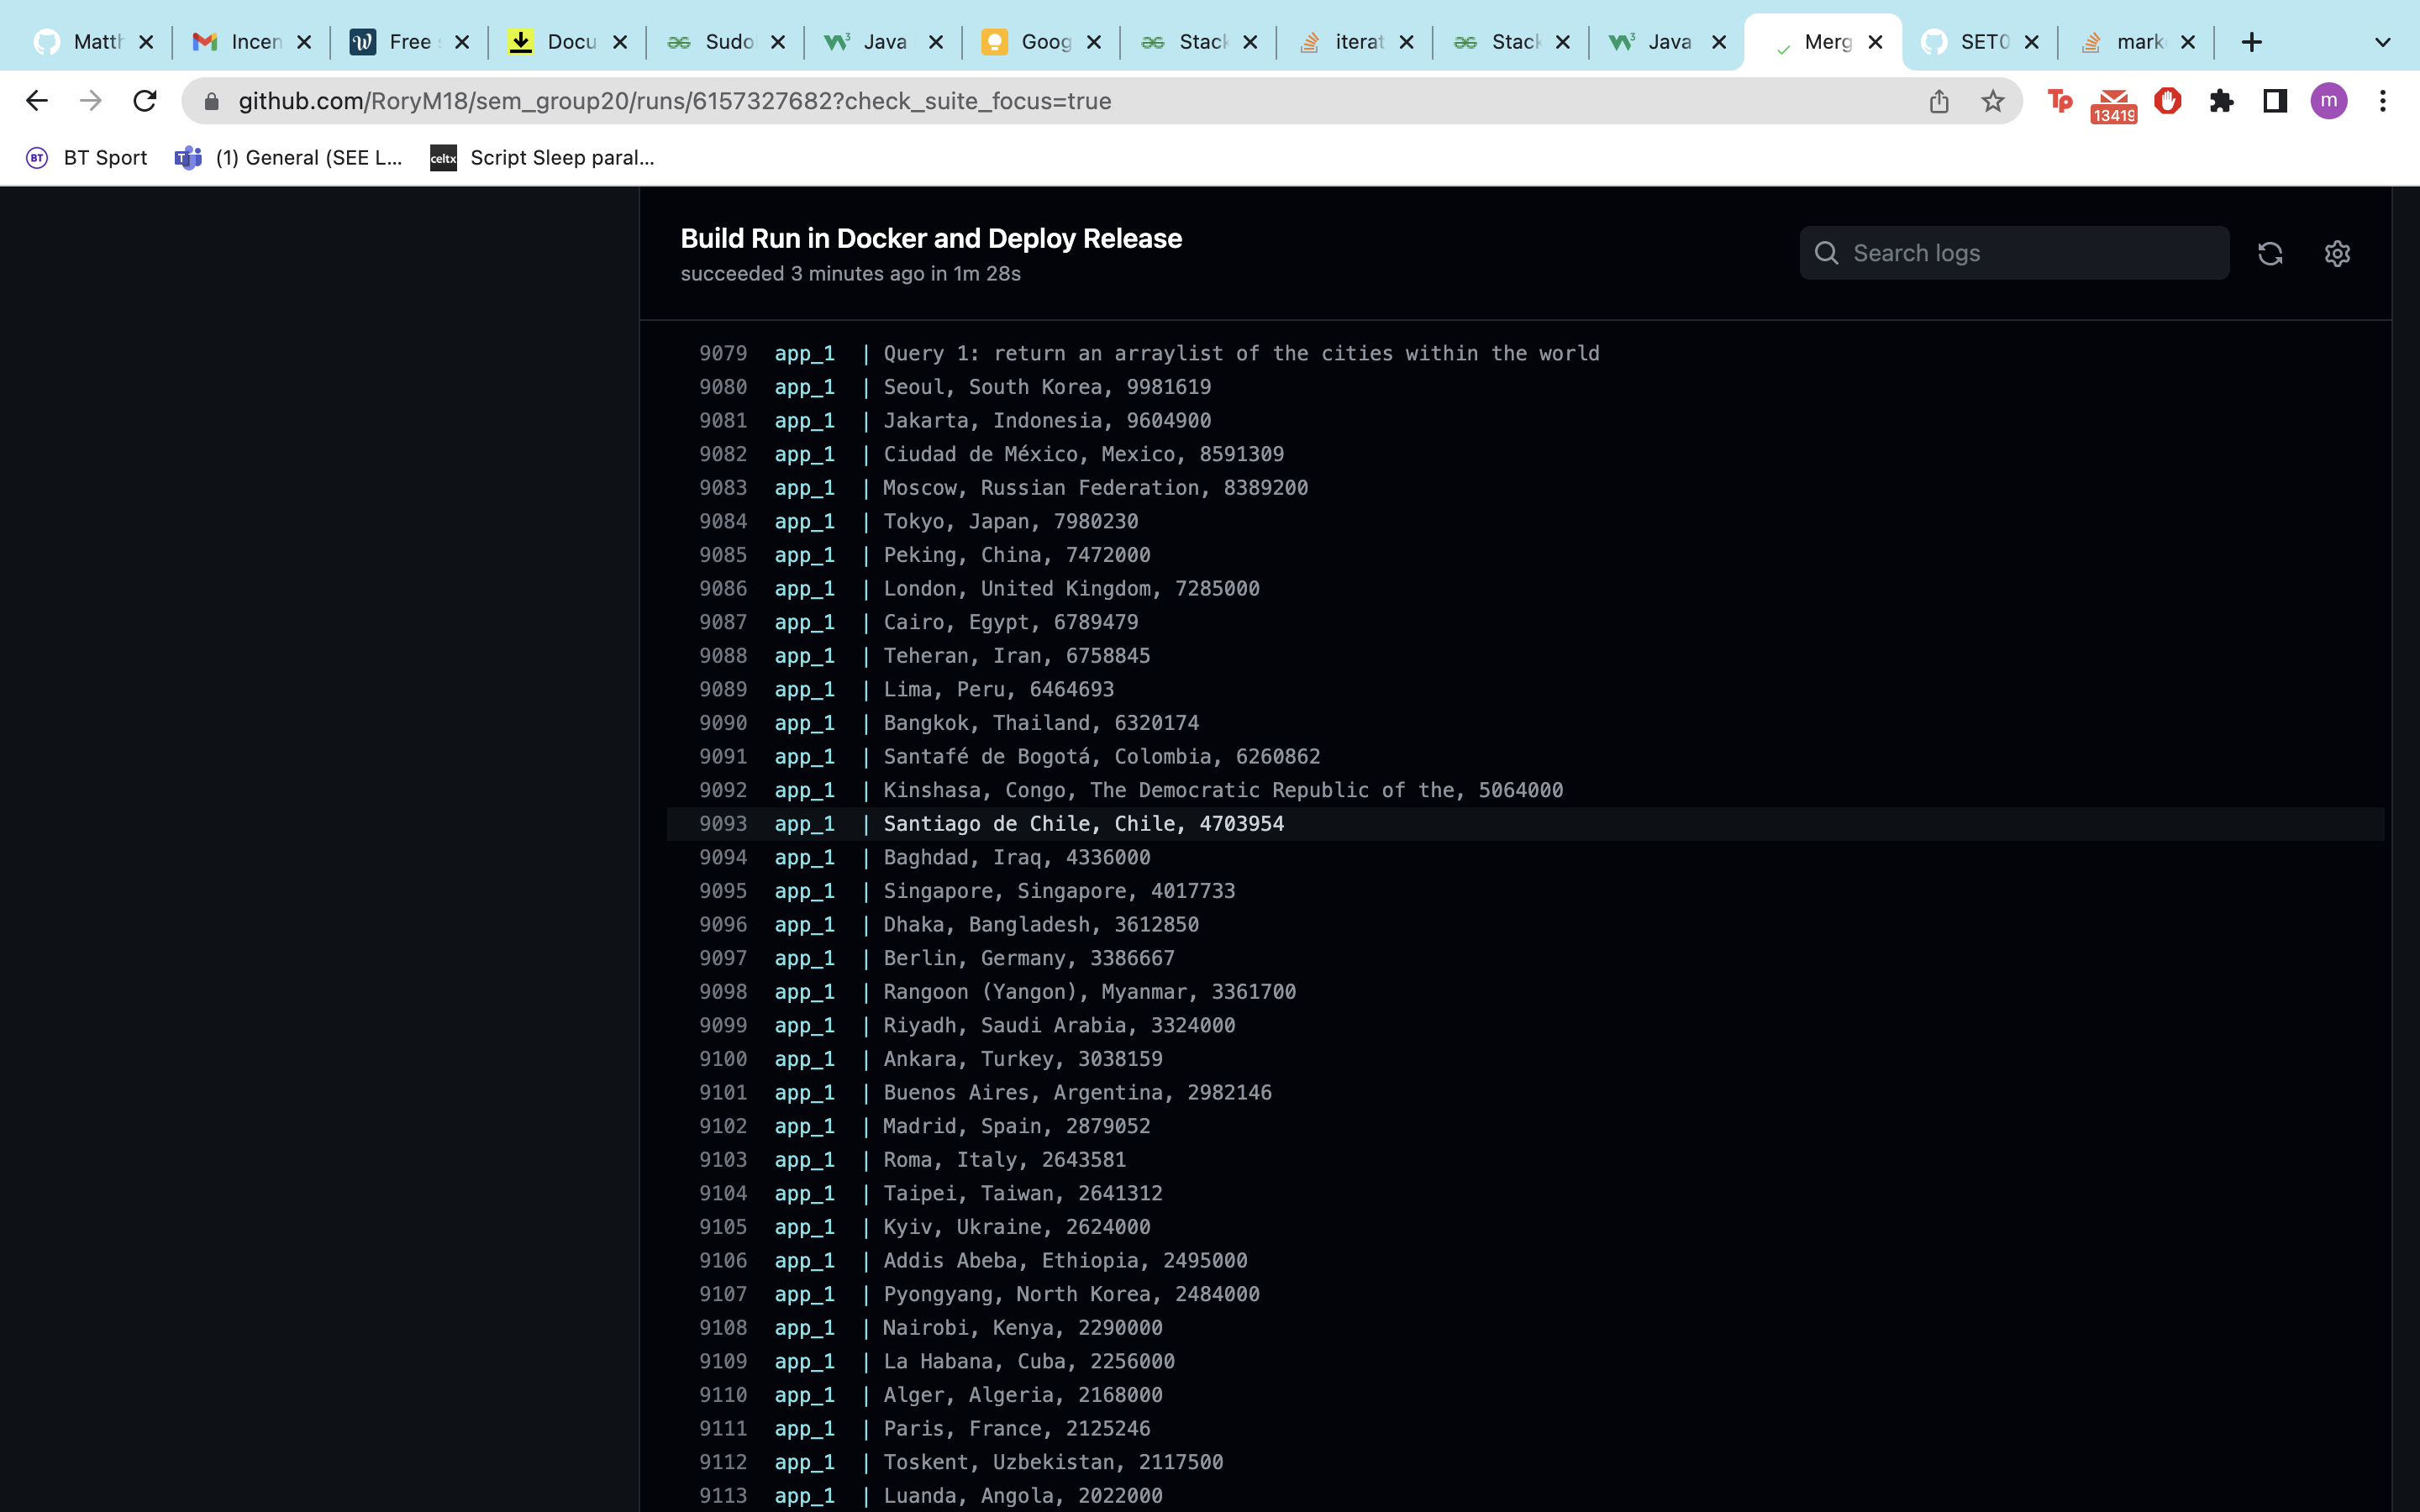 Matth Incen Free Docu Sudo Java Goog Stack iterat Stack Java Merg SET0 mark
github.com/RoryM18/sem_group20/runs/6157327682?check_suite_focus=true
Tp 13419 m
BT BT Sport (1) General (SEE L... celtx Script Sleep paral...
Build Run in Docker and Deploy Release
succeeded 3 minutes ago in 1m 28s
Search logs
9079 app_1 | Query 1: return an arraylist of the cities within the world
9080 app_1 | Seoul, South Korea, 9981619
9081 app_1 | Jakarta, Indonesia, 9604900
9082 app_1 | Ciudad de México, Mexico, 8591309
9083 app_1 | Moscow, Russian Federation, 8389200
9084 app_1 | Tokyo, Japan, 7980230
9085 app_1 | Peking, China, 7472000
9086 app_1 | London, United Kingdom, 7285000
9087 app_1 | Cairo, Egypt, 6789479
9088 app_1 | Teheran, Iran, 6758845
9089 app_1 | Lima, Peru, 6464693
9090 app_1 | Bangkok, Thailand, 6320174
9091 app_1 | Santafé de Bogotá, Colombia, 6260862
9092 app_1 | Kinshasa, Congo, The Democratic Republic of the, 5064000
9093 app_1 | Santiago de Chile, Chile, 4703954
9094 app_1 | Baghdad, Iraq, 4336000
9095 app_1 | Singapore, Singapore, 4017733
9096 app_1 | Dhaka, Bangladesh, 3612850
9097 app_1 | Berlin, Germany, 3386667
9098 app_1 | Rangoon (Yangon), Myanmar, 3361700
9099 app_1 | Riyadh, Saudi Arabia, 3324000
9100 app_1 | Ankara, Turkey, 3038159
9101 app_1 | Buenos Aires, Argentina, 2982146
9102 app_1 | Madrid, Spain, 2879052
9103 app_1 | Roma, Italy, 2643581
9104 app_1 | Taipei, Taiwan, 2641312
9105 app_1 | Kyiv, Ukraine, 2624000
9106 app_1 | Addis Abeba, Ethiopia, 2495000
9107 app_1 | Pyongyang, North Korea, 2484000
9108 app_1 | Nairobi, Kenya, 2290000
9109 app_1 | La Habana, Cuba, 2256000
9110 app_1 | Alger, Algeria, 2168000
9111 app_1 | Paris, France, 2125246
9112 app_1 | Toskent, Uzbekistan, 2117500
9113 app_1 | Luanda, Angola, 2022000